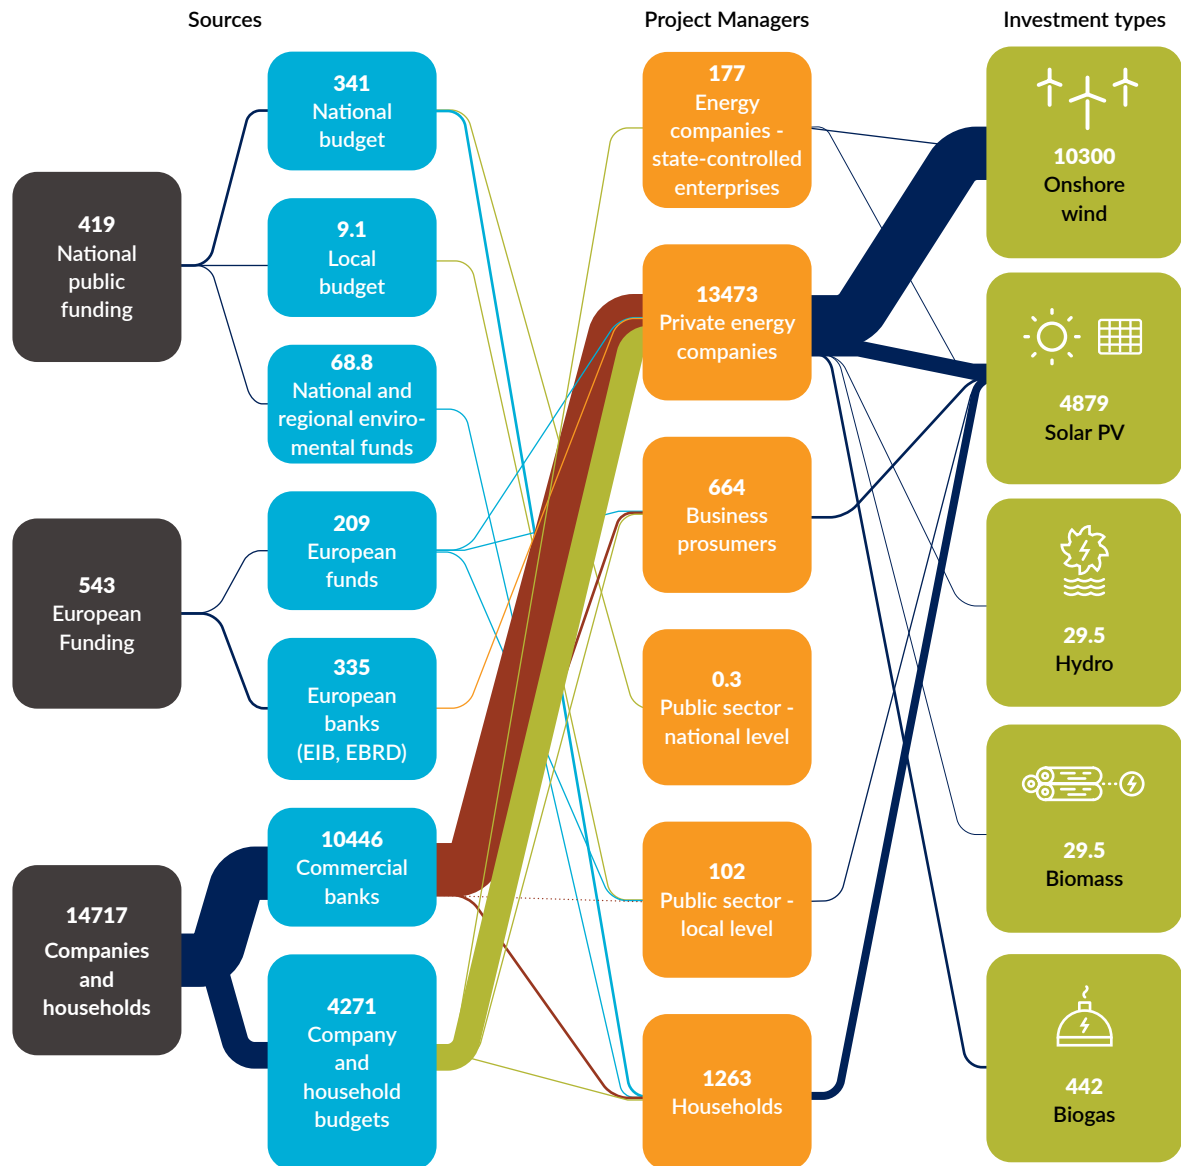 Sources
Project Managers
Investment types
419
National
public
funding
543
European
Funding
14717
Companies
and
households
341
National
budget
9.1
Local
budget
68.8
National and
regional enviro-
mental funds
209
European
funds
335
European
banks
(EIB, EBRD)
10446
Commercial
banks
4271
Company
and
household
budgets
177
Energy
companies -
state-controlled
enterprises
13473
Private energy
companies
664
Business
prosumers
0.3
Public sector -
national level
102
Public sector -
local level
1263
Households
10300
Onshore
wind
4879
Solar PV
29.5
Hydro
29.5
Biomass
442
Biogas